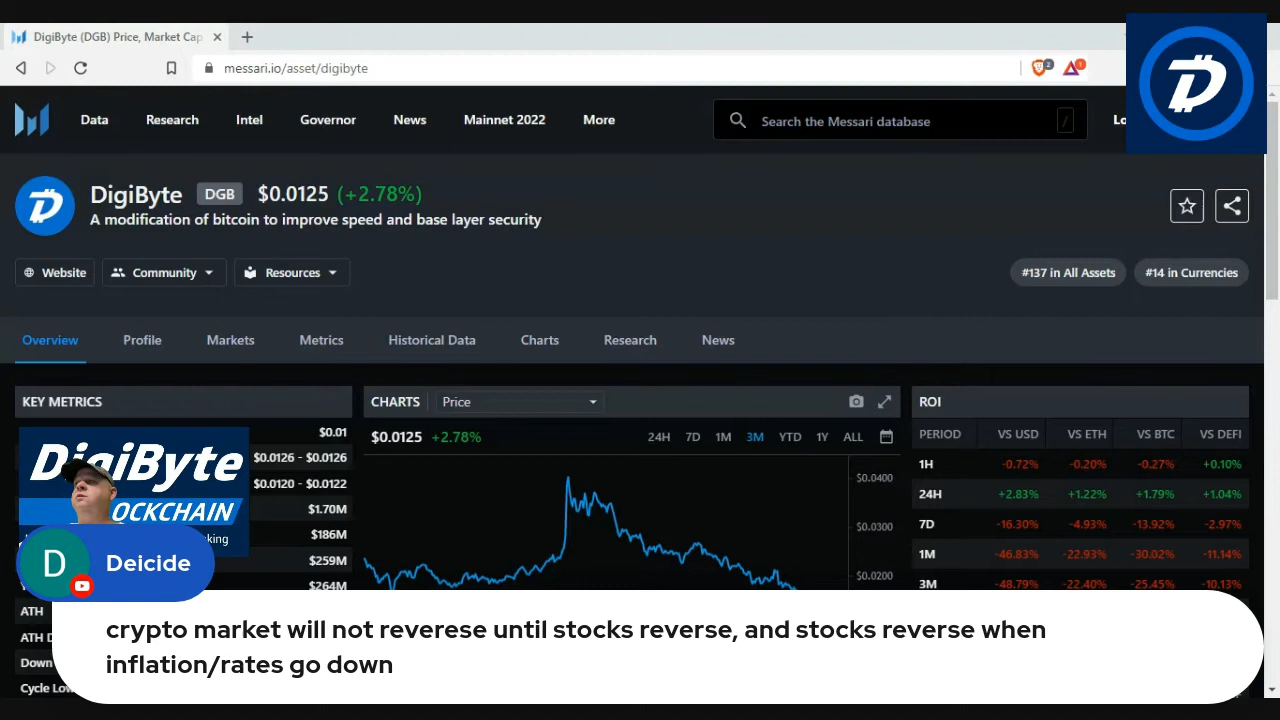 DigiByte (DGB) Price, Market Cap
messari.io/asset/digibyte
2
1
Data
Research
Intel
Governor
News
Mainnet 2022
More
Search the Messari database
/
DigiByte DGB $0.0125 (+2.78%)
A modification of bitcoin to improve speed and base layer security
Website
Community
Resources
#137 in All Assets
#14 in Currencies
Overview
Profile
Markets
Metrics
Historical Data
Charts
Research
News
KEY METRICS
$0.01
$0.0126 - $0.0126
$0.0120 - $0.0122
$1.70M
$186M
$259M
$264M
ATH
Down
DigiByte
OCKCHAIN
CHARTS
Price
$0.0125 +2.78%
24H 7D 1M 3M YTD 1Y ALL
$0.0400
$0.0300
$0.0200
ROI
PERIOD VS USD VS ETH VS BTC VS DEFI
1H -0.72% -0.20% -0.27% +0.10%
24H +2.83% +1.22% +1.79% +1.04%
7D -16.30% -4.93% -13.92% -2.97%
1M -46.83% -22.93% -30.02% -11.14%
3M -48.79% -22.40% -25.45% -10.13%
D
Deicide
crypto market will not reverese until stocks reverse, and stocks reverse when
inflation/rates go down